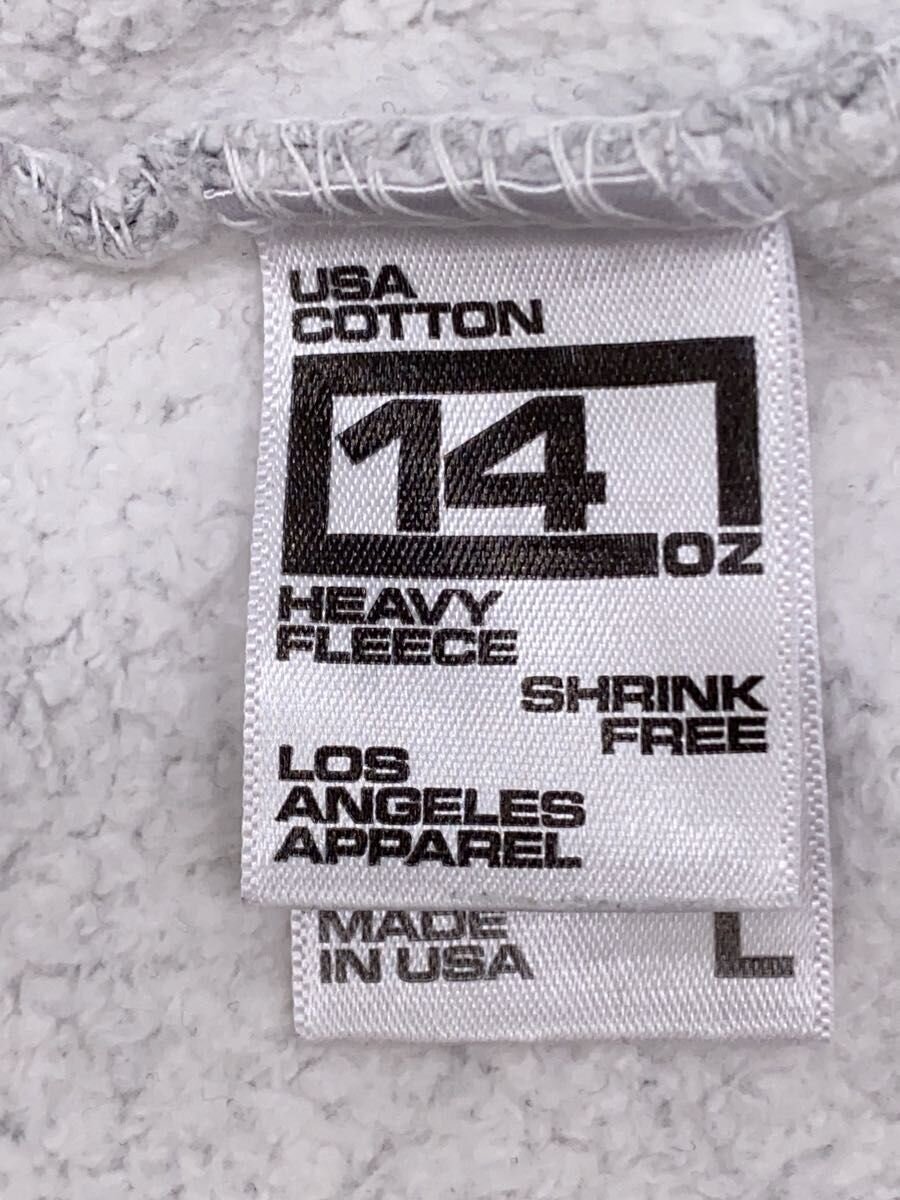 USA
COTTON
14
OZ
HEAVY
FLEECE
SHRINK
FREE
LOS
ANGELES
APPAREL
MADE
IN USA
L